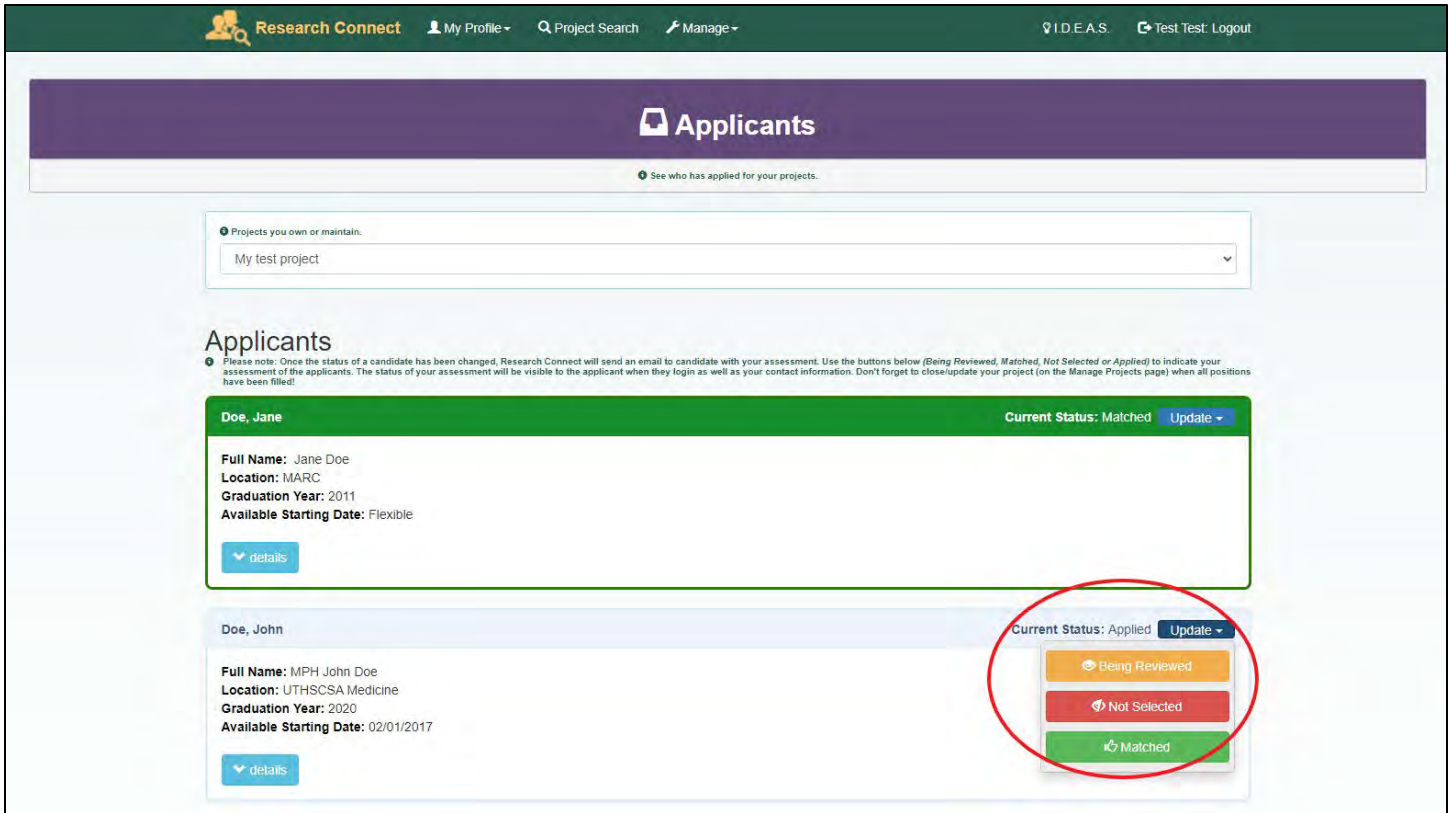 Research Connect My Profile Project Search Manage I.D.E.A.S. Test Test: Logout
Applicants
See who has applied for your projects.
Projects you own or maintain.
My test project
Applicants
Please note: Once the status of a candidate has been changed, Research Connect will send an email to candidate with your assessment. Use the buttons below (Being Reviewed, Matched, Not Selected or Applied) to indicate your
assessment of the applicants. The status of your assessment will be visible to the applicant when they login as well as your contact information. Don't forget to close/update your project (on the Manage Projects page) when all positions
have been filled!
Doe, Jane Current Status: Matched Update
Full Name: Jane Doe
Location: MARC
Graduation Year: 2011
Available Starting Date: Flexible
details
Doe, John Current Status: Applied Update
Being Reviewed
Full Name: MPH John Doe
Location: UTHSCSA Medicine
Not Selected
Graduation Year: 2020
Available Starting Date: 02/01/2017
Matched
details